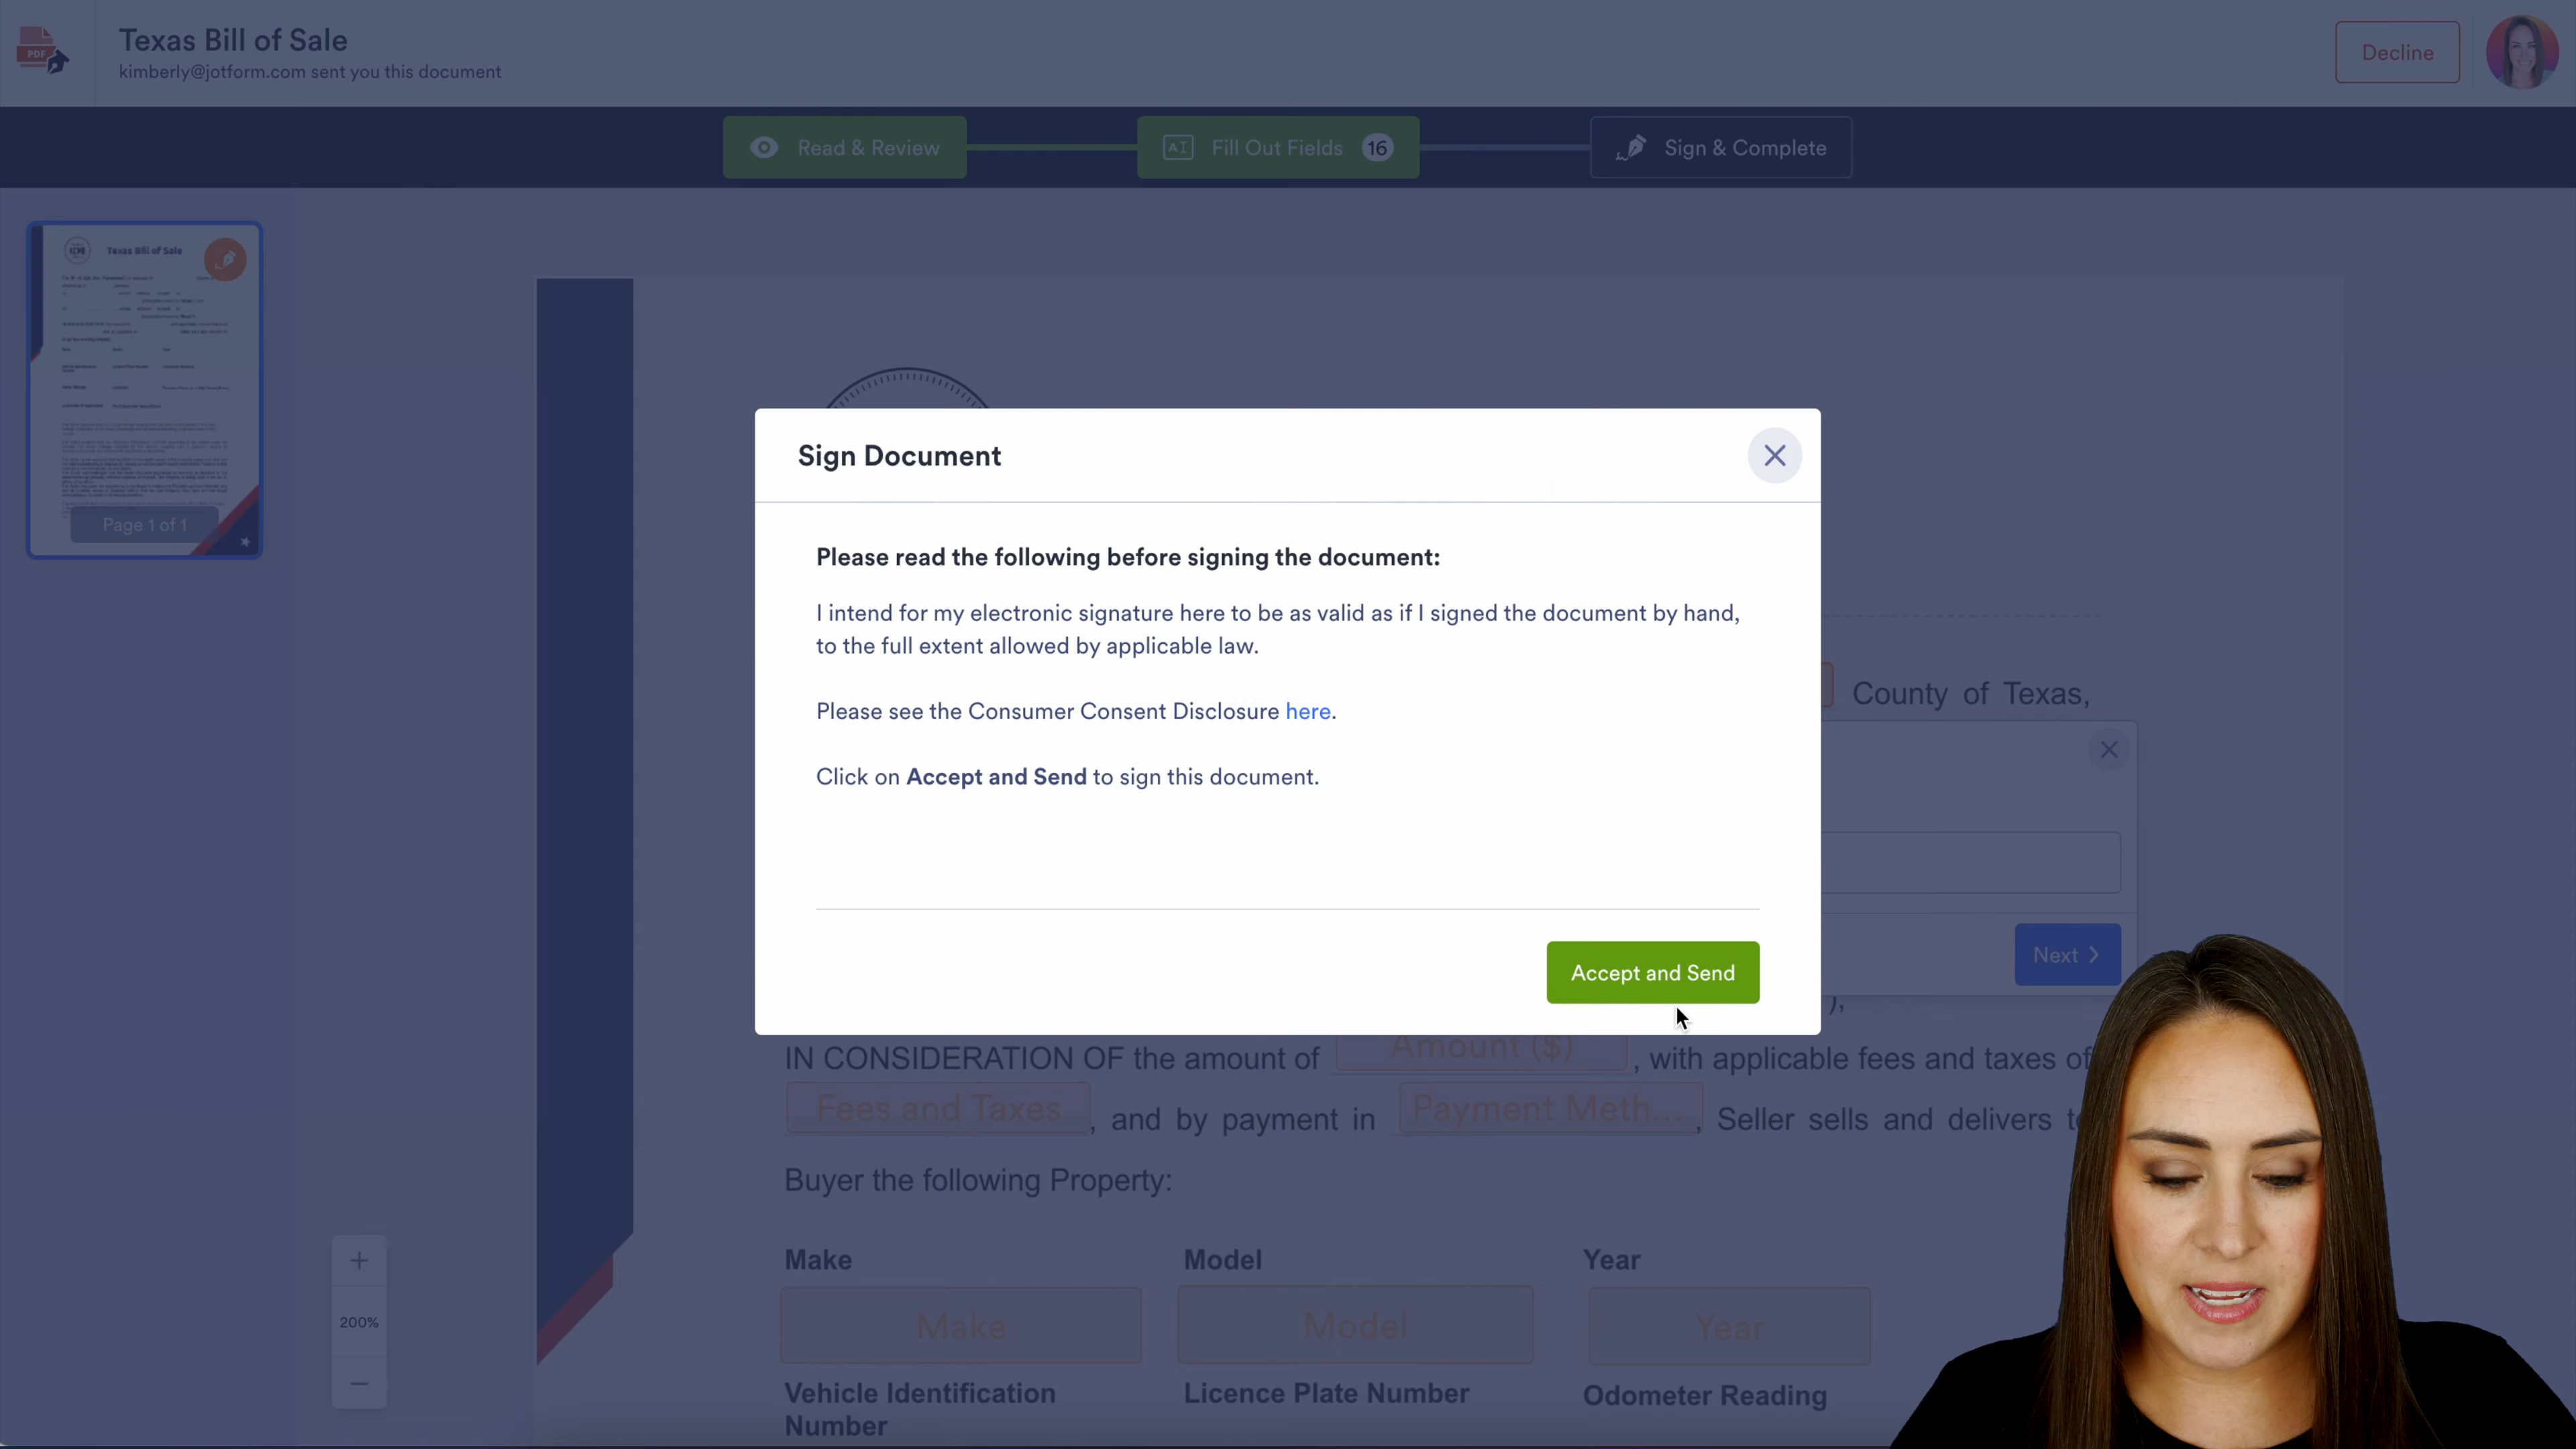 Texas Bill of Sale
kimberly@jotform.com sent you this document
PDF
Decline
Read & Review
Fill Out Fields 16
Sign & Complete
Texas Bill of Sale
Page 1 of 1
Sign Document
Please read the following before signing the document:
I intend for my electronic signature here to be as valid as if I signed the document by hand,
to the full extent allowed by applicable law.
Please see the Consumer Consent Disclosure here.
Click on Accept and Send to sign this document.
Accept and Send
County of Texas,
Next
),
IN CONSIDERATION OF the amount of Amount ($), with applicable fees and taxes of
Fees and Taxes, and by payment in Payment Meth..., Seller sells and delivers
Buyer the following Property:
Make Model Year
Make Model Year
Vehicle Identification Licence Plate Number Odometer Reading
Number
200%